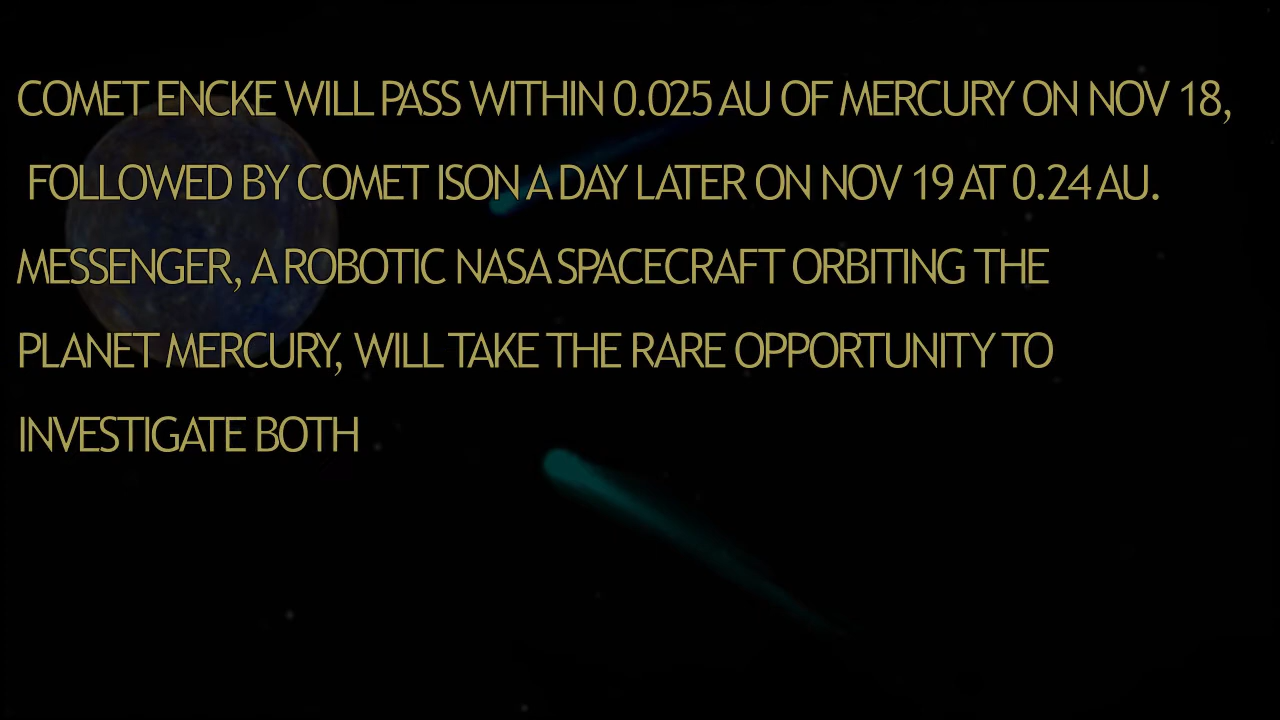 COMET ENCKE WILL PASS WITHIN 0.025 AU OF MERCURY ON NOV 18,
FOLLOWED BY COMET ISON A DAY LATER ON NOV 19 AT 0.24 AU.
MESSENGER, A ROBOTIC NASA SPACECRAFT ORBITING THE
PLANET MERCURY, WILL TAKE THE RARE OPPORTUNITY TO
INVESTIGATE BOTH